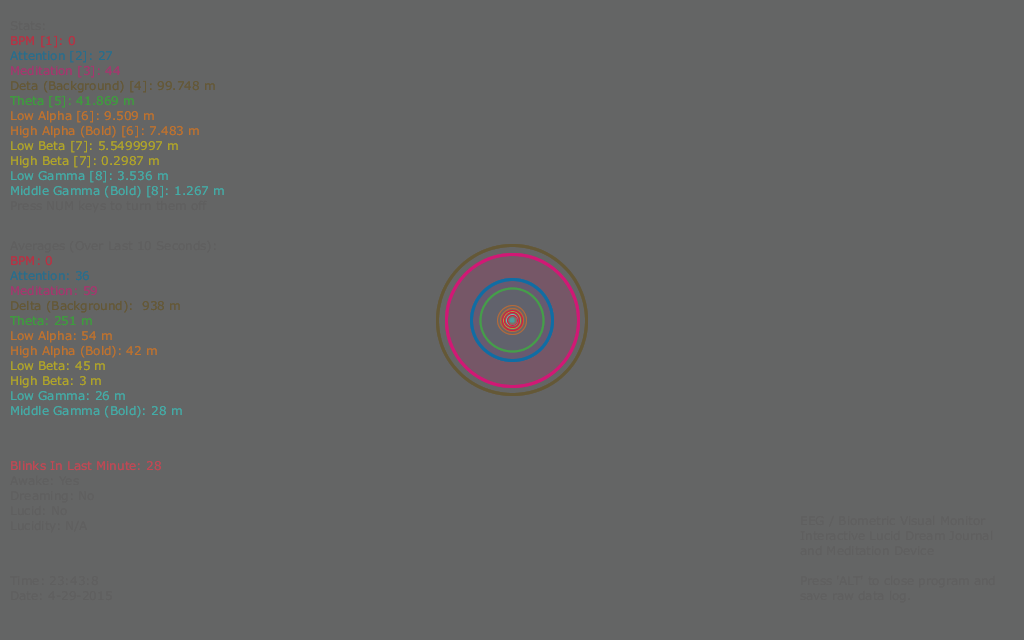 Stats:
BPM [1]: 0
Attention [2]: 27
Meditation [3]: 44
Deta (Background) [4]: 99.748 m
Theta [5]: 41.869 m
Low Alpha [6]: 9.509 m
High Alpha (Bold) [6]: 7.483 m
Low Beta [7]: 5.5499997 m
High Beta [7]: 0.2987 m
Low Gamma [8]: 3.536 m
Middle Gamma (Bold) [8]: 1.267 m
Press NUM keys to turn them off
Averages (Over Last 10 Seconds):
BPM: 0
Attention: 36
Meditation: 59
Delta (Background): 938 m
Theta: 251 m
Low Alpha: 54 m
High Alpha (Bold): 42 m
Low Beta: 45 m
High Beta: 3 m
Low Gamma: 26 m
Middle Gamma (Bold): 28 m
Blinks In Last Minute: 28
Awake: Yes
Dreaming: No
Lucid: No
Lucidity: N/A
Time: 23:43:8
Date: 4-29-2015
EEG / Biometric Visual Monitor
Interactive Lucid Dream Journal
and Meditation Device
Press 'ALT' to close program and
save raw data log.